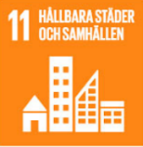 11 HÅLLBARA STÄDER
OCH SAMHÄLLEN